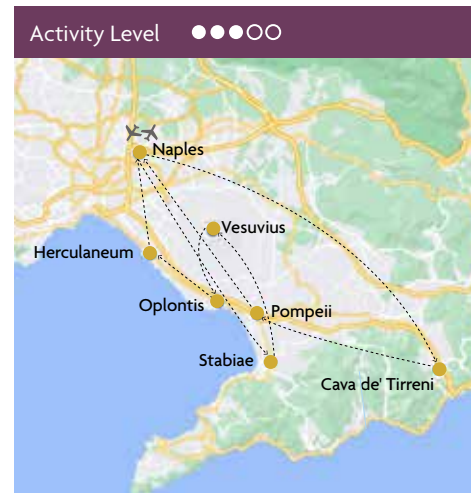 Activity Level
Naples
Vesuvius
Herculaneum
Oplontis
Pompeii
Stabiae
Cava de' Tirreni